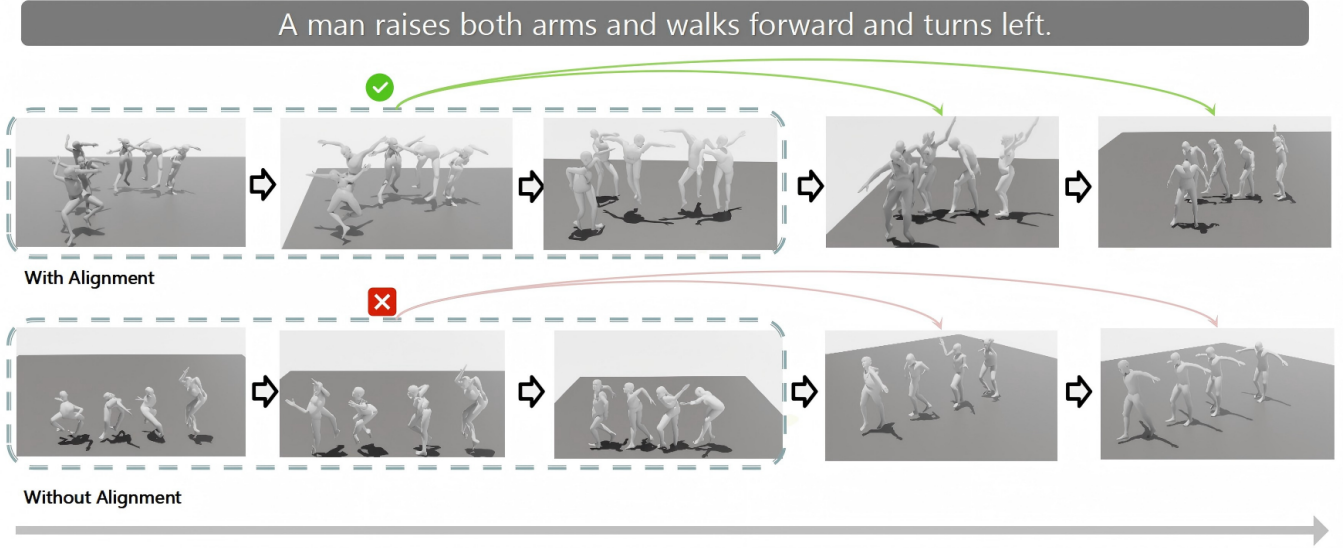 A man raises both arms and walks forward and turns left.
With Alignment
Without Alignment